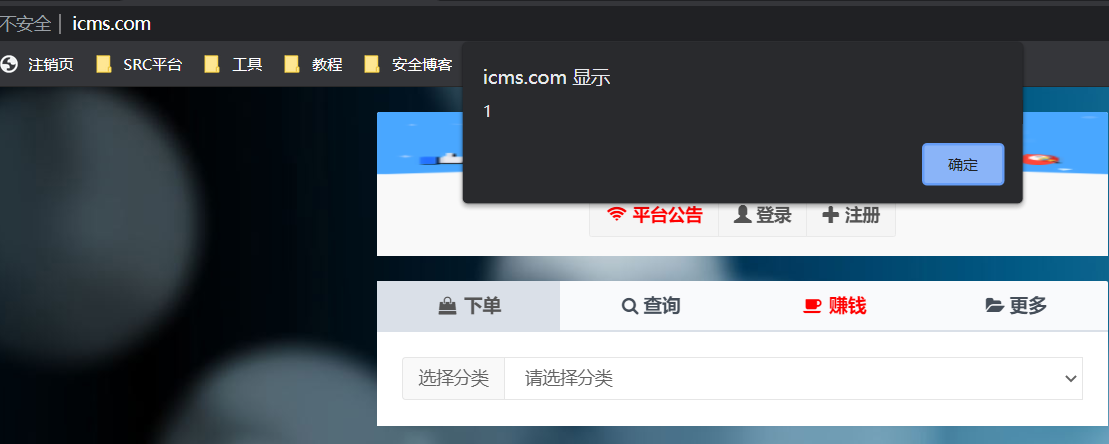 不安全 | icms.com
注销页 SRC平台 工具 教程 安全博客
icms.com 显示
1
确定
平台公告 登录 注册
下单 查询 赚钱 更多
选择分类 请选择分类